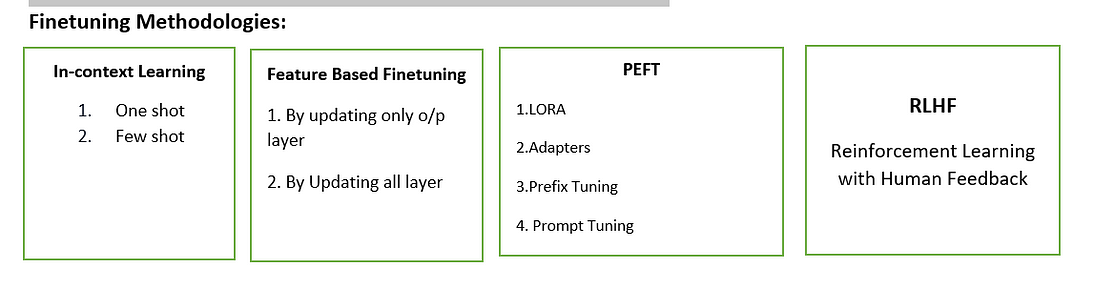 Finetuning Methodologies:
In-context Learning
1. One shot
2. Few shot
Feature Based Finetuning
1. By updating only o/p
layer
2. By Updating all layer
PEFT
1.LORA
2.Adapters
3.Prefix Tuning
4. Prompt Tuning
RLHF
Reinforcement Learning
with Human Feedback